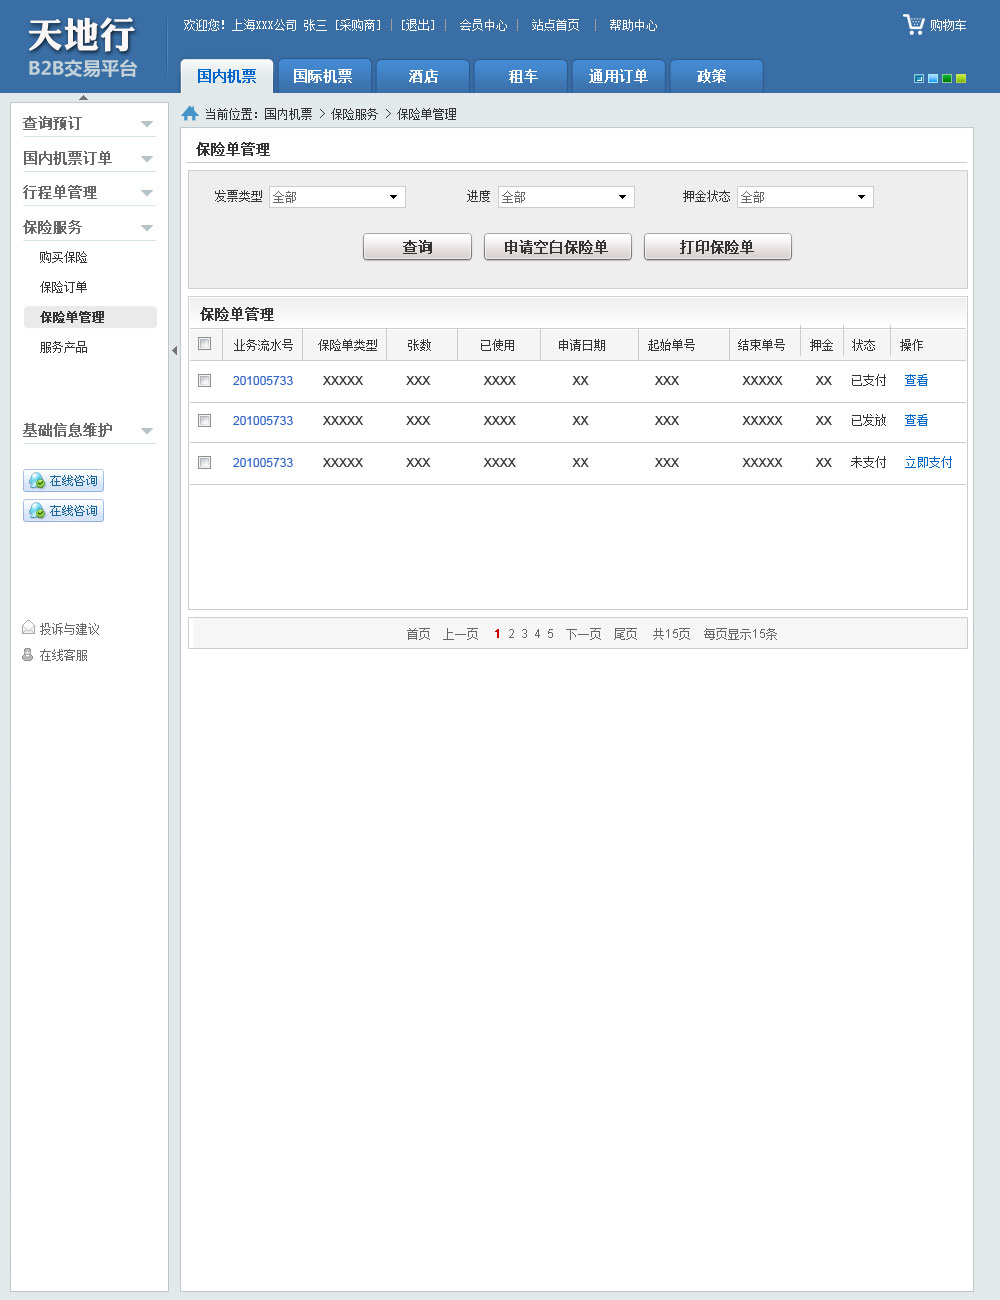 天地行
B2B交易平台
欢迎您! 上海XXX公司 张三 [采购商] | [退出] | 会员中心 | 站点首页 | 帮助中心
购物车
国内机票 国际机票 酒店 租车 通用订单 政策
当前位置: 国内机票 > 保险服务 > 保险单管理
查询预订
国内机票订单
行程单管理
保险服务
购买保险
保险订单
保险单管理
服务产品
基础信息维护
在线咨询
在线咨询
投诉与建议
在线客服
保险单管理
发票类型 全部 进度 全部 押金状态 全部
查询 申请空白保险单 打印保险单
保险单管理
业务流水号 保险单类型 张数 已使用 申请日期 起始单号 结束单号 押金 状态 操作
201005733 XXXXX XXX XXXX XX XXX XXXXX XX 已支付 查看
201005733 XXXXX XXX XXXX XX XXX XXXXX XX 已发放 查看
201005733 XXXXX XXX XXXX XX XXX XXXXX XX 未支付 立即支付
首页 上一页 1 2 3 4 5 下一页 尾页 共15页 每页显示15条